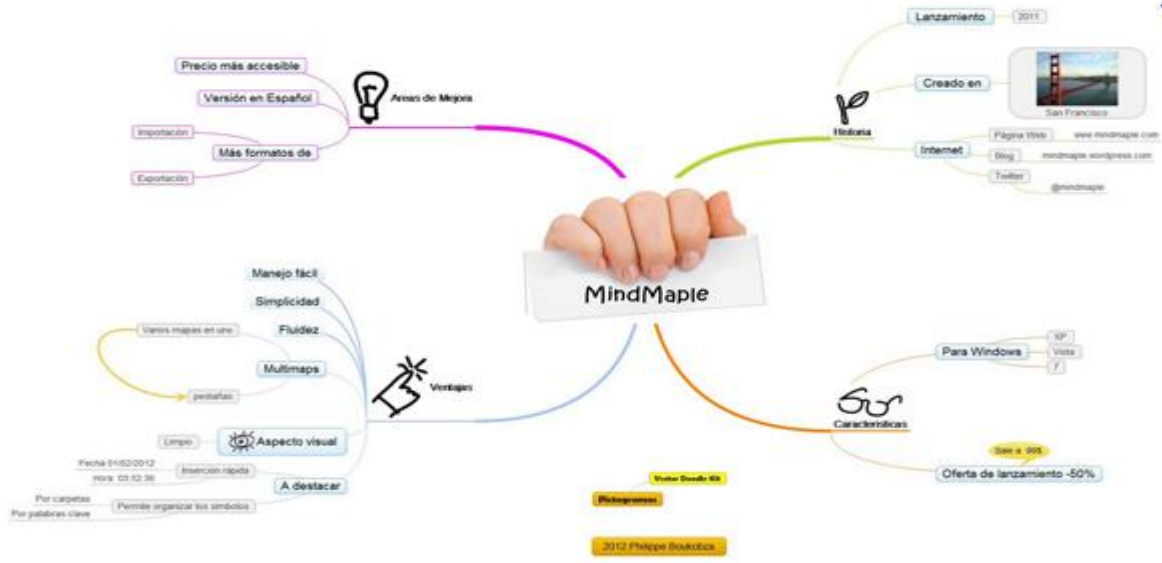 MindMaple
Areas de Mejora
Precio más accesible
Versión en Español
Más formatos de
Importación
Exportación
Historia
Lanzamiento
2011
Creado en
San Francisco
Internet
Página Web
www.mindmaple.com
Blog
mindmaple.wordpress.com
Twitter
@mindmaple
Ventajas
Manejo fácil
Simplicidad
Fluidez
Multimaps
Varios mapas en uno
pestañas
Aspecto visual
Limpio
A destacar
Inserción rápida
Fecha 01/02/2012
Hora 03:12:36
Permite organizar los símbolos
Por carpetas
Por palabras clave
Características
Para Windows
XP
Vista
7
Oferta de lanzamiento -50%
Sale a 99$
Vector Doodle Kit
Pictogramas
2012 Philippe Boukobza